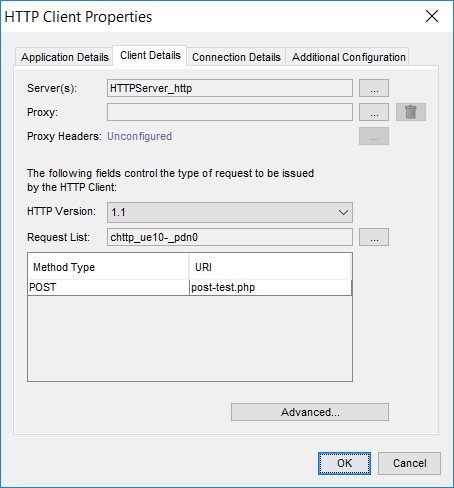 HTTP Client Properties
Application Details Client Details Connection Details Additional Configuration
Server(s): HTTPServer_http ...
Proxy: ...
Proxy Headers: Unconfigured ...
The following fields control the type of request to be issued
by the HTTP Client:
HTTP Version: 1.1
Request List: chttp_ue10-_pdn0 ...
Method Type URI
POST post-test.php
Advanced...
OK Cancel